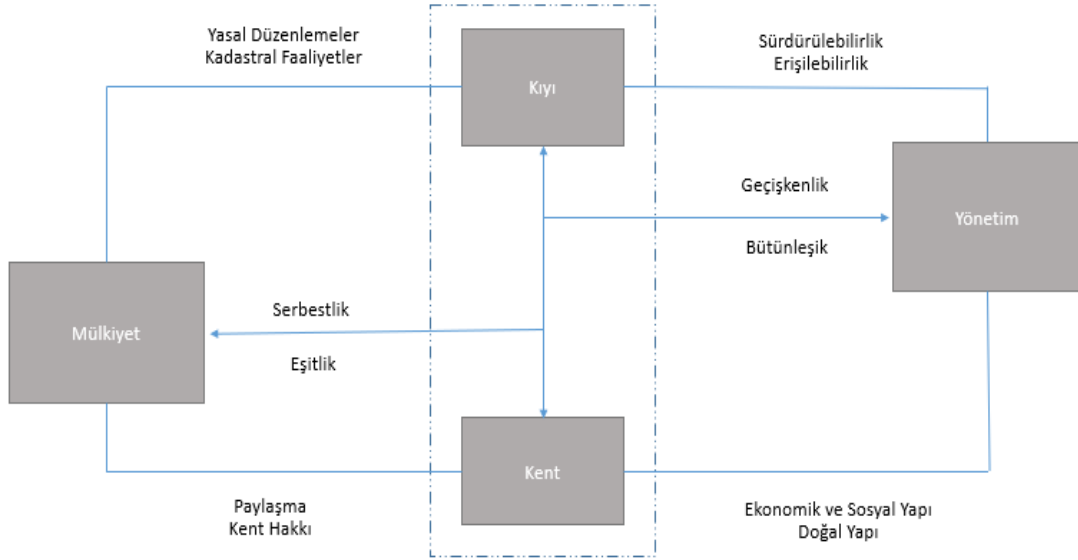 Yasal Düzenlemeler
Kadastral Faaliyetler
Kıyı
Sürdürülebilirlik
Erişilebilirlik
Geçişkenlik
Yönetim
Bütünleşik
Serbestlik
Mülkiyet
Eşitlik
Kent
Paylaşma
Kent Hakkı
Ekonomik ve Sosyal Yapı
Doğal Yapı